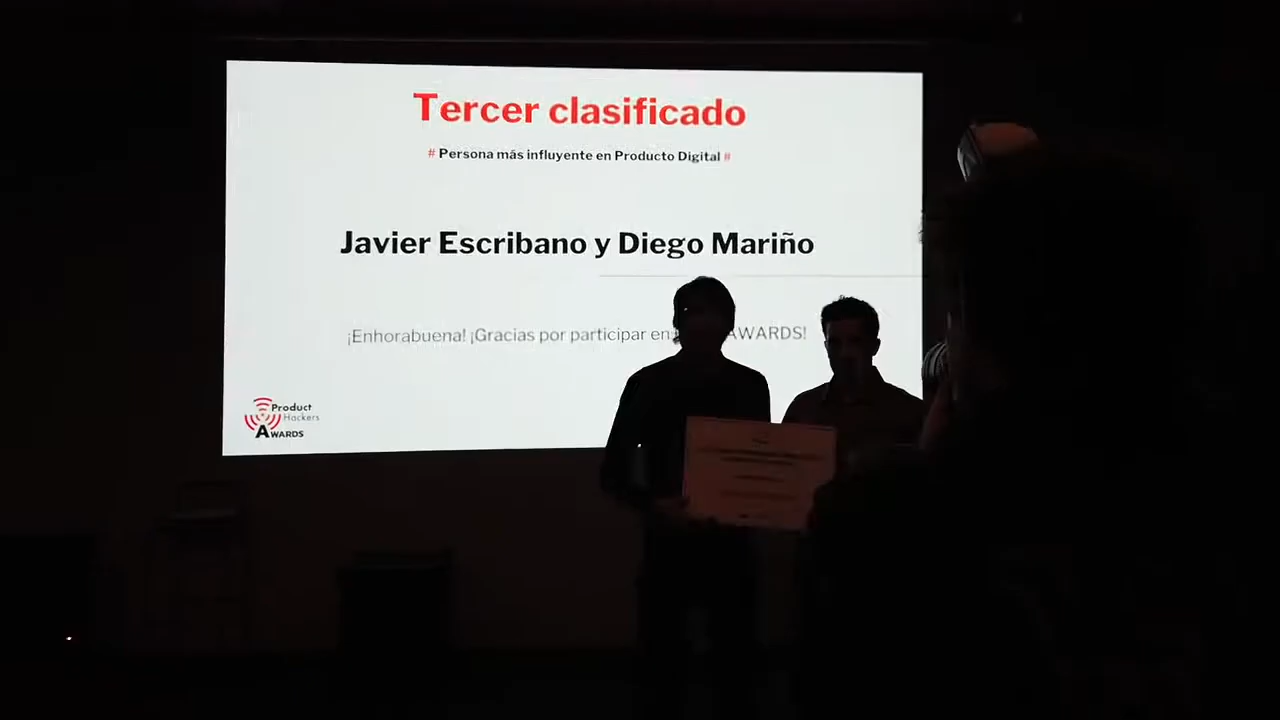 Tercer clasificado
# Persona más influyente en Producto Digital #
Javier Escribano y Diego Mariño
¡Enhorabuena! ¡Gracias por participar en AWARDS!
Product
Hackers
AWARDS